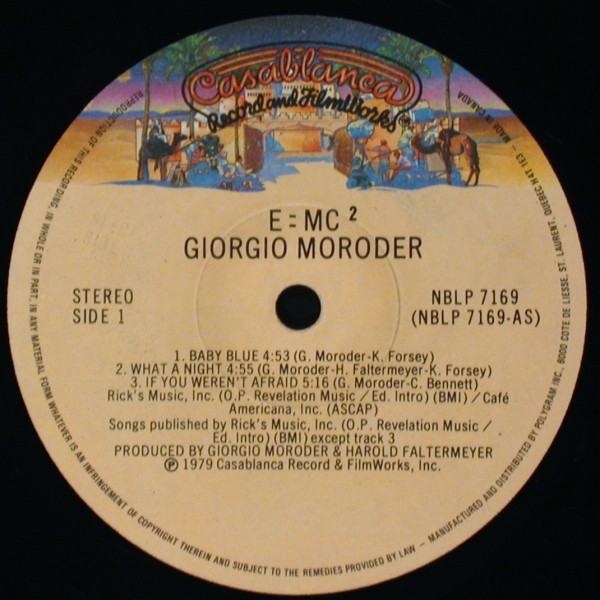 Casablanca
Record and FilmWorks
E=MC²
GIORGIO MORODER
STEREO
SIDE 1
NBLP 7169
(NBLP 7169-AS)
1. BABY BLUE 4:53 (G. Moroder-K. Forsey)
2. WHAT A NIGHT 4:55 (G. Moroder-H. Faltermeyer-K. Forsey)
3. IF YOU WEREN'T AFRAID 5:16 (G. Moroder-C. Bennett)
Rick's Music, Inc. (O.P. Revelation Music / Ed. Intro) (BMI) / Café
Americana, Inc. (ASCAP)
Songs published by Rick's Music, Inc. (O.P. Revelation Music /
Ed. Intro) (BMI) except track 3
PRODUCED BY GIORGIO MORODER & HAROLD FALTERMEYER
℗ 1979 Casablanca Record & FilmWorks, Inc.
REPRODUCTION OF THIS RECORDING, IN WHOLE OR IN PART, IN ANY MATERIAL FORM WHATEVER IS AN INFRINGEMENT OF COPYRIGHT THEREIN AND SUBJECT TO THE REMEDIES PROVIDED BY LAW – MANUFACTURED AND DISTRIBUTED BY POLYGRAM INC. 6000 COTE DE LIESSE, ST. LAURENT, QUEBEC H4T 1E3 – MADE IN CANADA